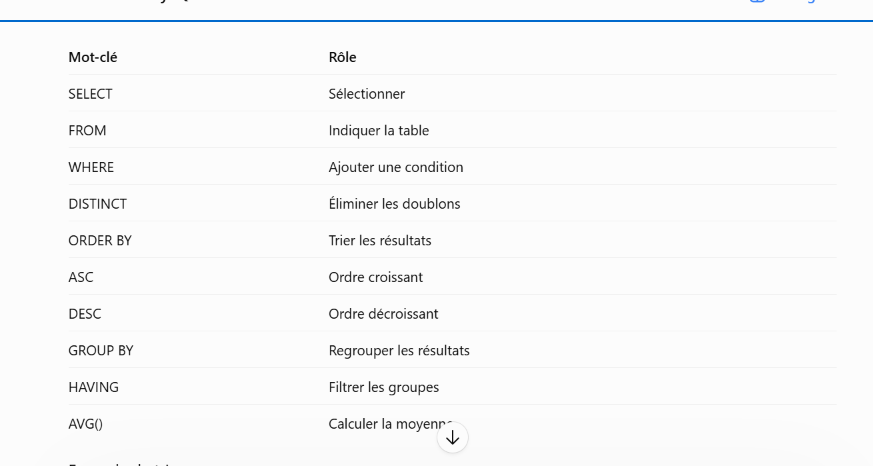 Mot-clé Rôle
SELECT Sélectionner
FROM Indiquer la table
WHERE Ajouter une condition
DISTINCT Éliminer les doublons
ORDER BY Trier les résultats
ASC Ordre croissant
DESC Ordre décroissant
GROUP BY Regrouper les résultats
HAVING Filtrer les groupes
AVG() Calculer la moyenne